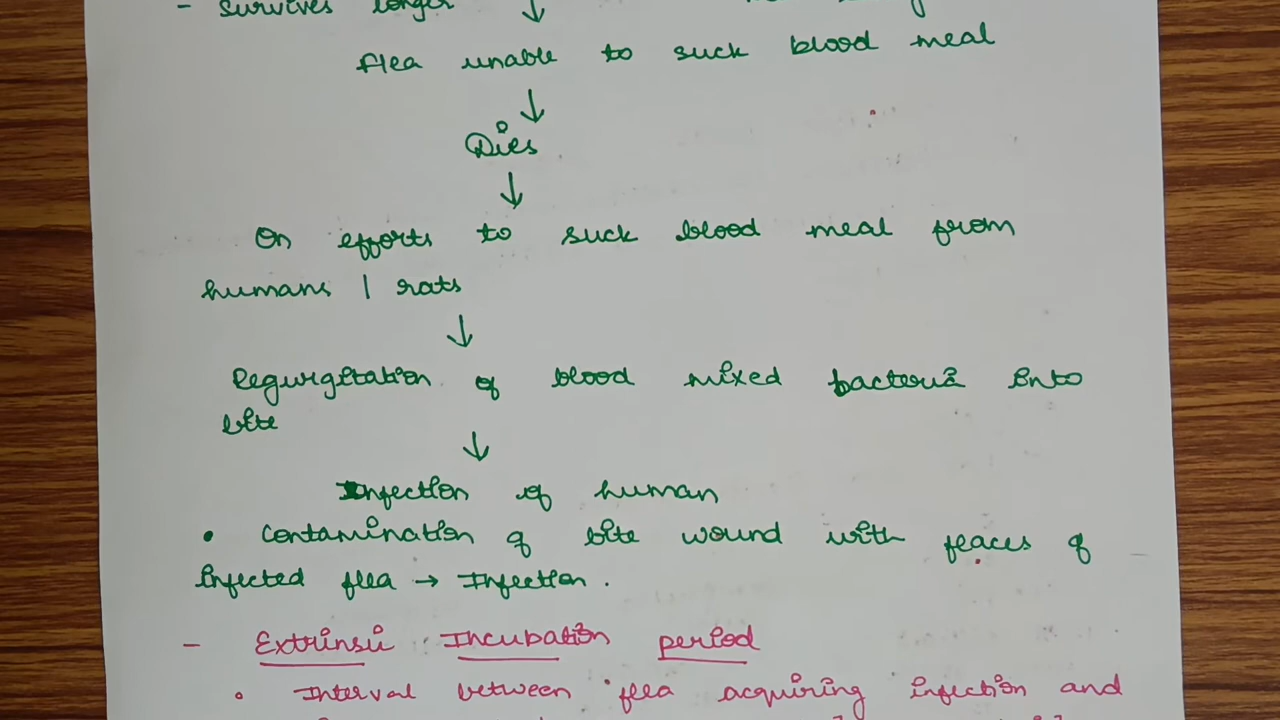 - Survives longer ↓
flea unable to suck blood meal
↓
Dies
↓
On efforts to suck blood meal from
humans / rats
↓
Regurgitation of blood mixed bacteria into
bite
↓
Infection of human
• Contamination of bite wound with feaces of
infected flea → Infection.
- Extrinsic Incubation period
∘ Interval between flea acquiring infection and